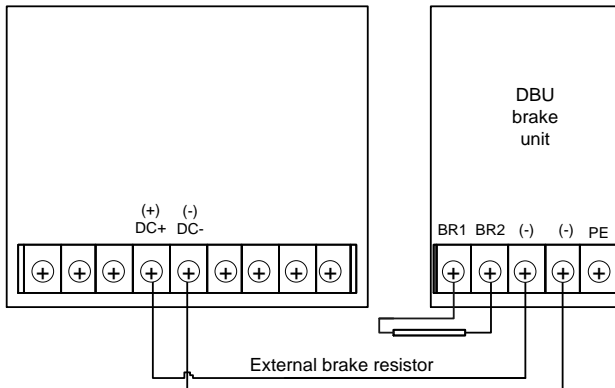 DBU
brake
unit
(+) (-)
DC+ DC-
BR1 BR2 (-) (-) PE
External brake resistor